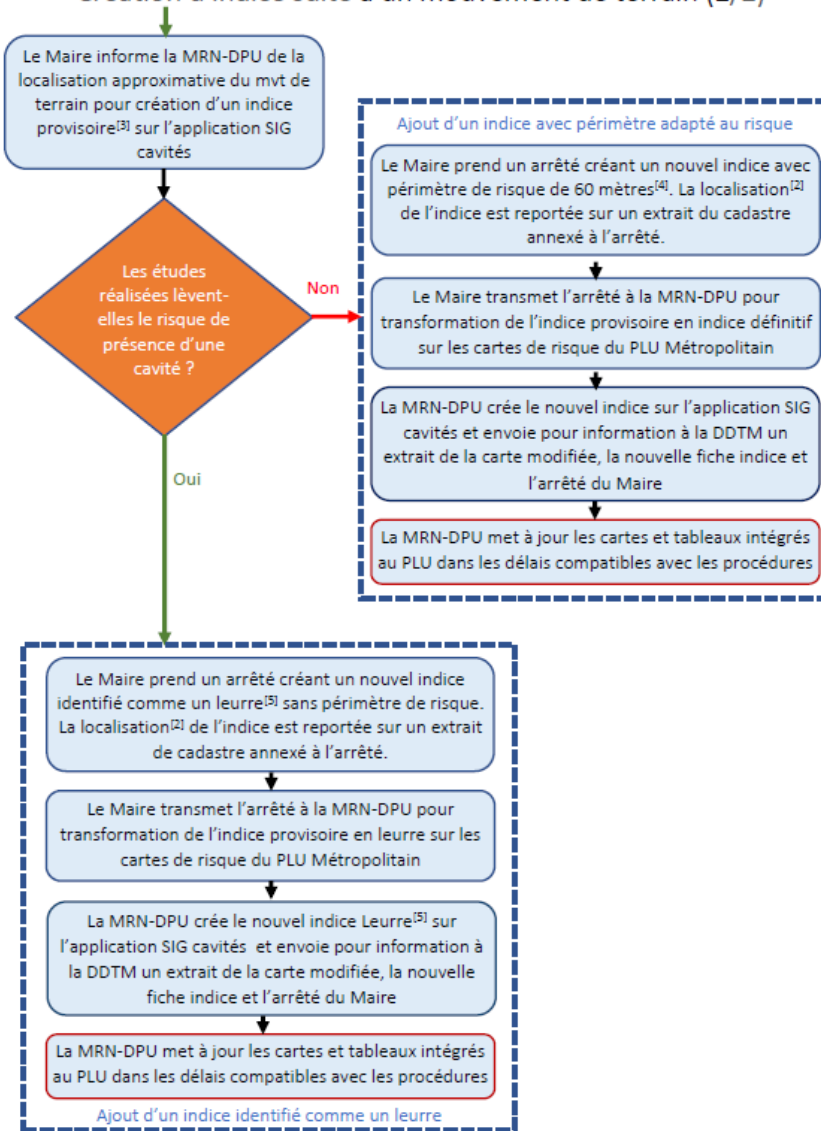 Création d'indices suite d'un mouvement de terrain (2/2)
Le Maire informe la MRN-DPU de la
localisation approximative du mvt de
terrain pour création d'un indice
provisoire[3] sur l'application SIG
cavités
Les études
réalisées lèvent-
elles le risque de
présence d'une
cavité ?
Non
Oui
Ajout d'un indice avec périmètre adapté au risque
Le Maire prend un arrêté créant un nouvel indice avec
périmètre de risque de 60 mètres[4]. La localisation[2]
de l'indice est reportée sur un extrait du cadastre
annexé à l'arrêté.
Le Maire transmet l'arrêté à la MRN-DPU pour
transformation de l'indice provisoire en indice définitif
sur les cartes de risque du PLU Métropolitain
La MRN-DPU crée le nouvel indice sur l'application SIG
cavités et envoie pour information à la DDTM un
extrait de la carte modifiée, la nouvelle fiche indice et
l'arrêté du Maire
La MRN-DPU met à jour les cartes et tableaux intégrés
au PLU dans les délais compatibles avec les procédures
Le Maire prend un arrêté créant un nouvel indice
identifié comme un leurre[5] sans périmètre de risque.
La localisation[2] de l'indice est reportée sur un extrait
de cadastre annexé à l'arrêté.
Le Maire transmet l'arrêté à la MRN-DPU pour
transformation de l'indice provisoire en leurre sur les
cartes de risque du PLU Métropolitain
La MRN-DPU crée le nouvel indice Leurre[5] sur
l'application SIG cavités et envoie pour information à
la DDTM un extrait de la carte modifiée, la nouvelle
fiche indice et l'arrêté du Maire
La MRN-DPU met à jour les cartes et tableaux intégrés
au PLU dans les délais compatibles avec les procédures
Ajout d'un indice identifié comme un leurre